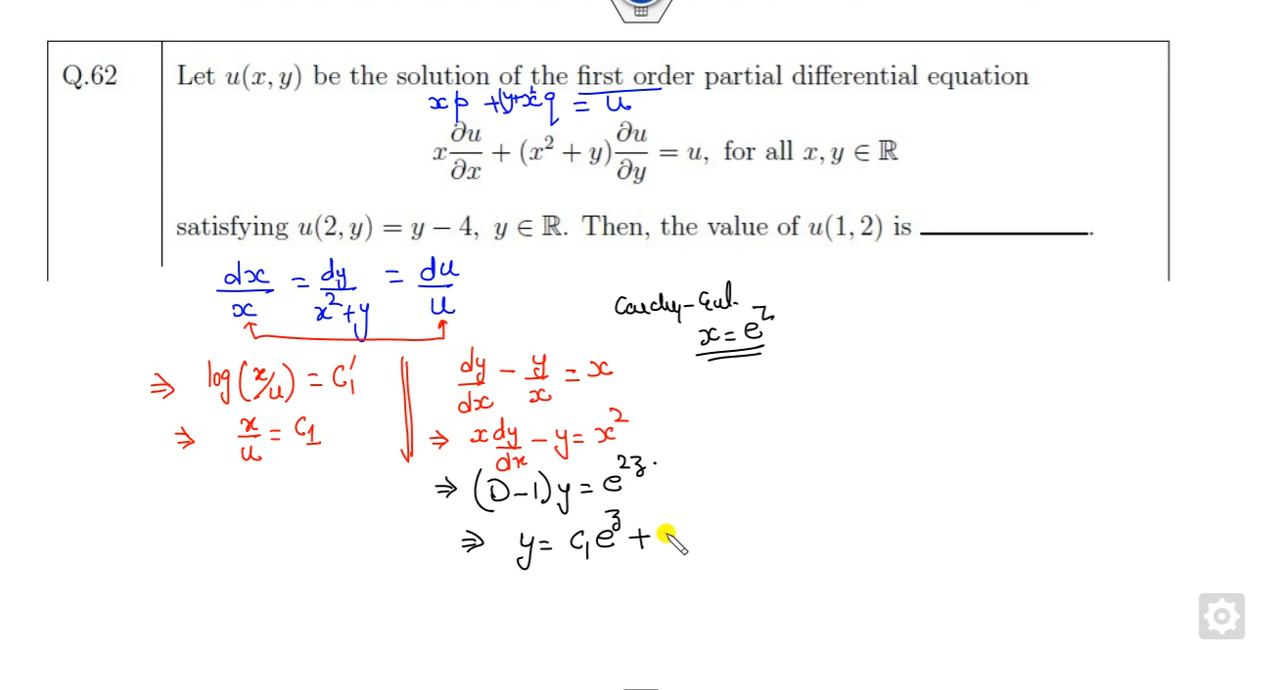 Q.62
Let u(x, y) be the solution of the first order partial differential equation
xp + (y+x²)q = u
x ∂u/∂x + (x² + y) ∂u/∂y = u, for all x, y ∈ ℝ
satisfying u(2, y) = y − 4, y ∈ ℝ. Then, the value of u(1, 2) is ________.
dx/x = dy/(x²+y) = du/u
Cauchy-Eul.
x = e^z
⇒ log(x/u) = C₁′
⇒ x/u = C₁
dy/dx − y/x = x
⇒ x dy/dx − y = x²
⇒ (D−1)y = e^{2z}.
⇒ y = C₁e^z +